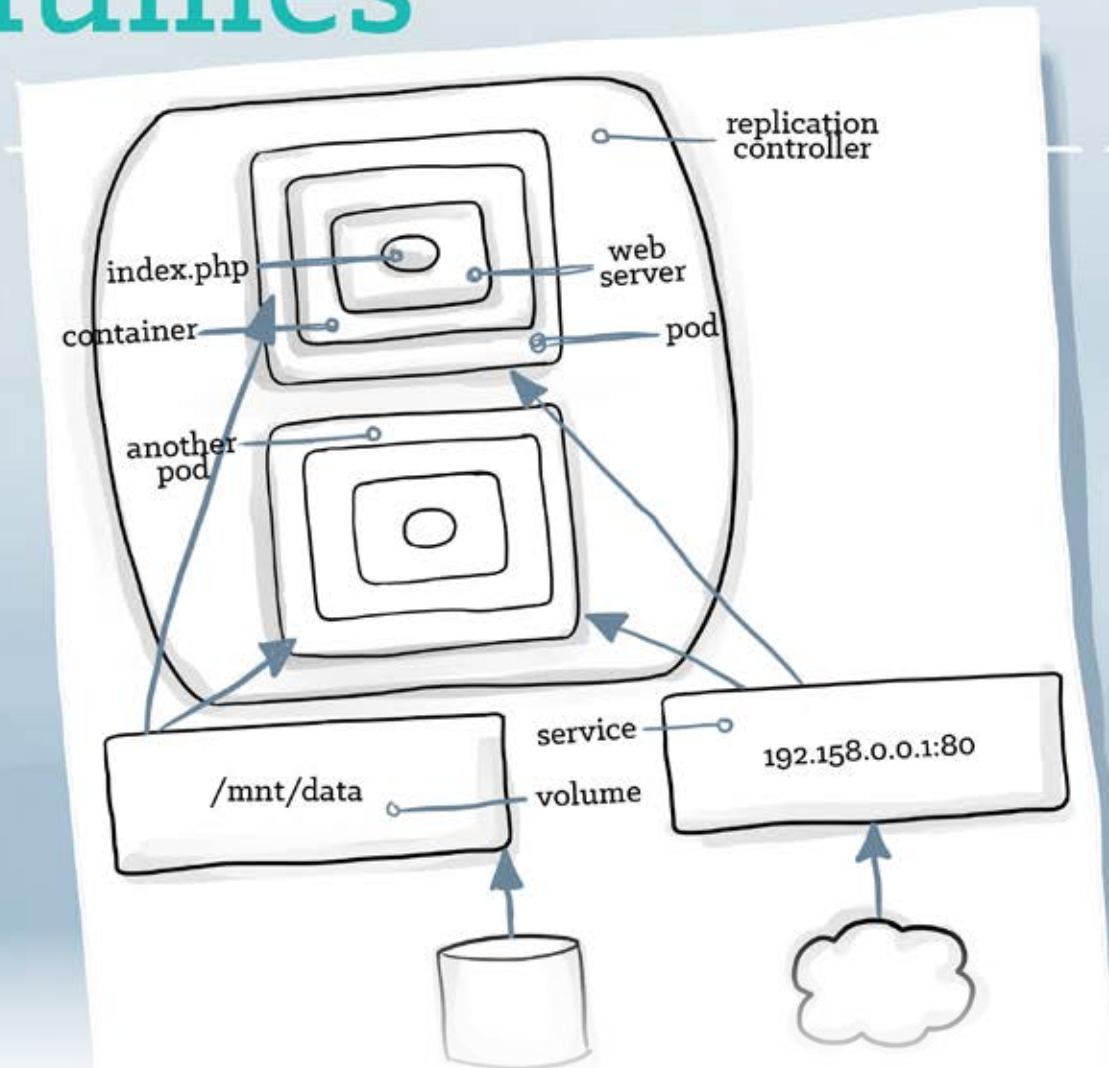 replication
controller
index.php
web
server
container
pod
another
pod
service
192.158.0.0.1:80
/mnt/data
volume